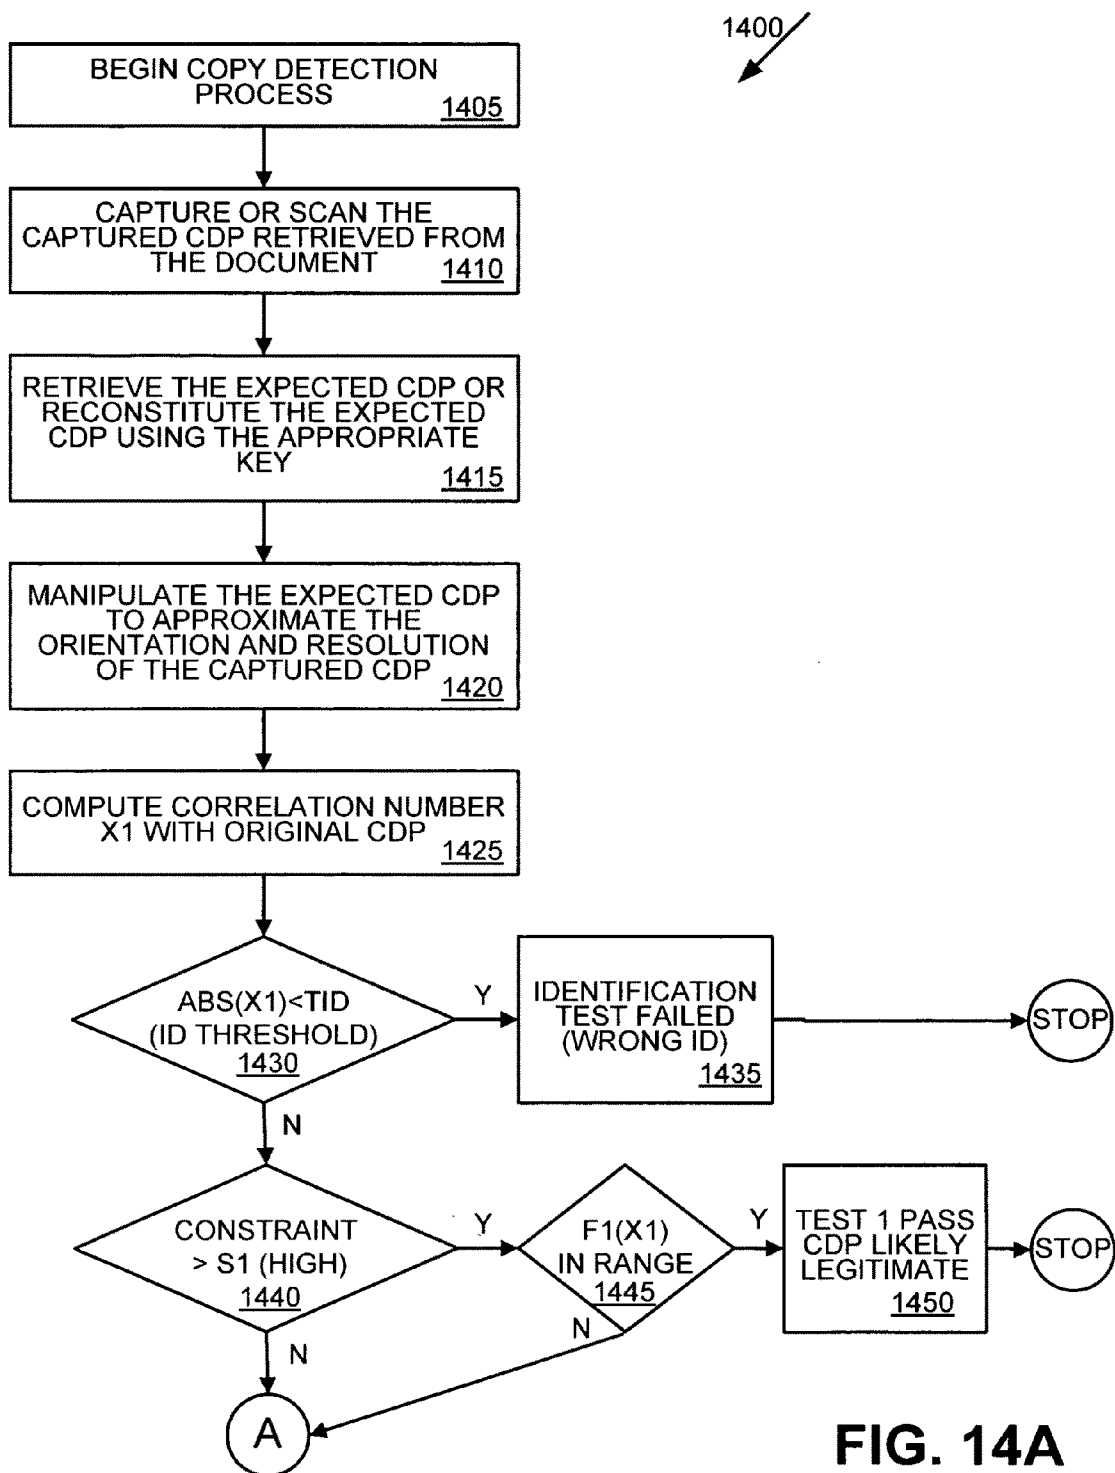 1400
BEGIN COPY DETECTION
PROCESS
1405
CAPTURE OR SCAN THE
CAPTURED CDP RETRIEVED FROM
THE DOCUMENT
1410
RETRIEVE THE EXPECTED CDP OR
RECONSTITUTE THE EXPECTED
CDP USING THE APPROPRIATE
KEY
1415
MANIPULATE THE EXPECTED CDP
TO APPROXIMATE THE
ORIENTATION AND RESOLUTION
OF THE CAPTURED CDP
1420
COMPUTE CORRELATION NUMBER
X1 WITH ORIGINAL CDP
1425
ABS(X1)<TID
(ID THRESHOLD)
1430
Y
IDENTIFICATION
TEST FAILED
(WRONG ID)
1435
STOP
N
CONSTRAINT
> S1 (HIGH)
1440
Y
F1(X1)
IN RANGE
1445
Y
TEST 1 PASS
CDP LIKELY
LEGITIMATE
1450
STOP
N
N
A
FIG. 14A